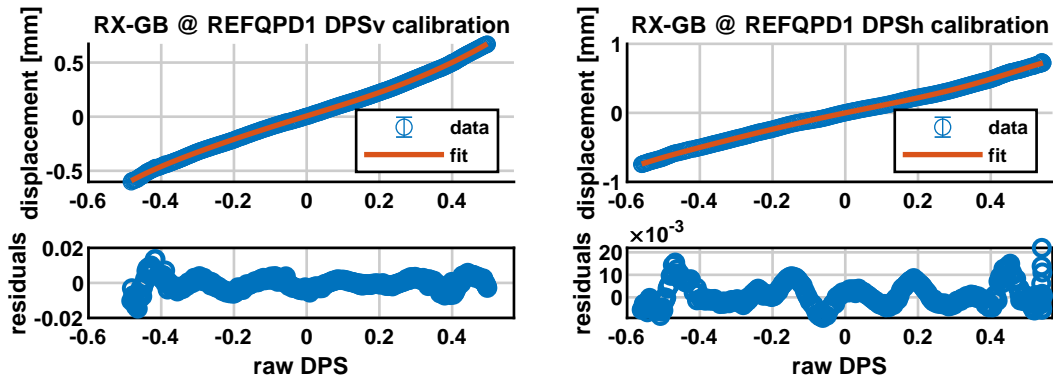 RX-GB @ REFQPD1 DPSv calibration
displacement [mm]
0.5
0
-0.5
data
fit
-0.6 -0.4 -0.2 0 0.2 0.4
residuals
0.02
0
-0.02
-0.6 -0.4 -0.2 0 0.2 0.4
raw DPS
RX-GB @ REFQPD1 DPSh calibration
displacement [mm]
1
0
-1
data
fit
-0.6 -0.4 -0.2 0 0.2 0.4
×10⁻³
residuals
20
10
0
-0.6 -0.4 -0.2 0 0.2 0.4
raw DPS